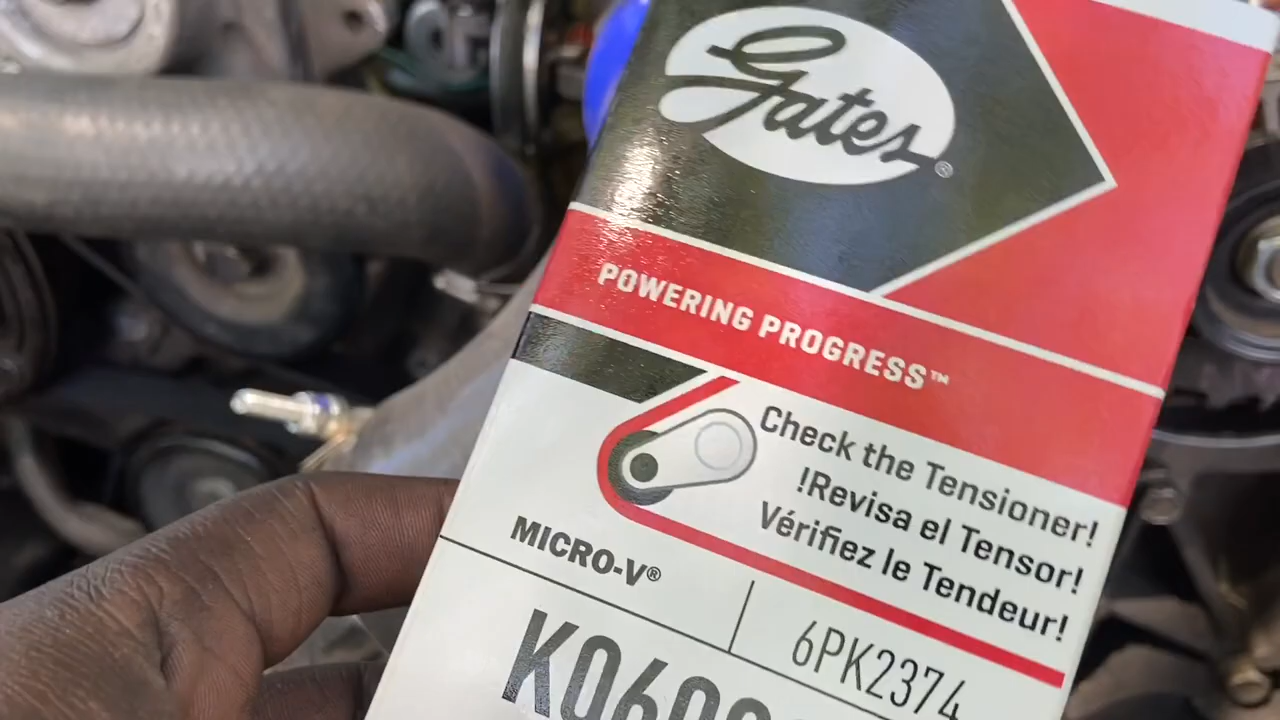 Gates®
POWERING PROGRESS™
Check the Tensioner!
!Revisa el Tensor!
Vérifiez le Tendeur!
MICRO-V®
6PK2374